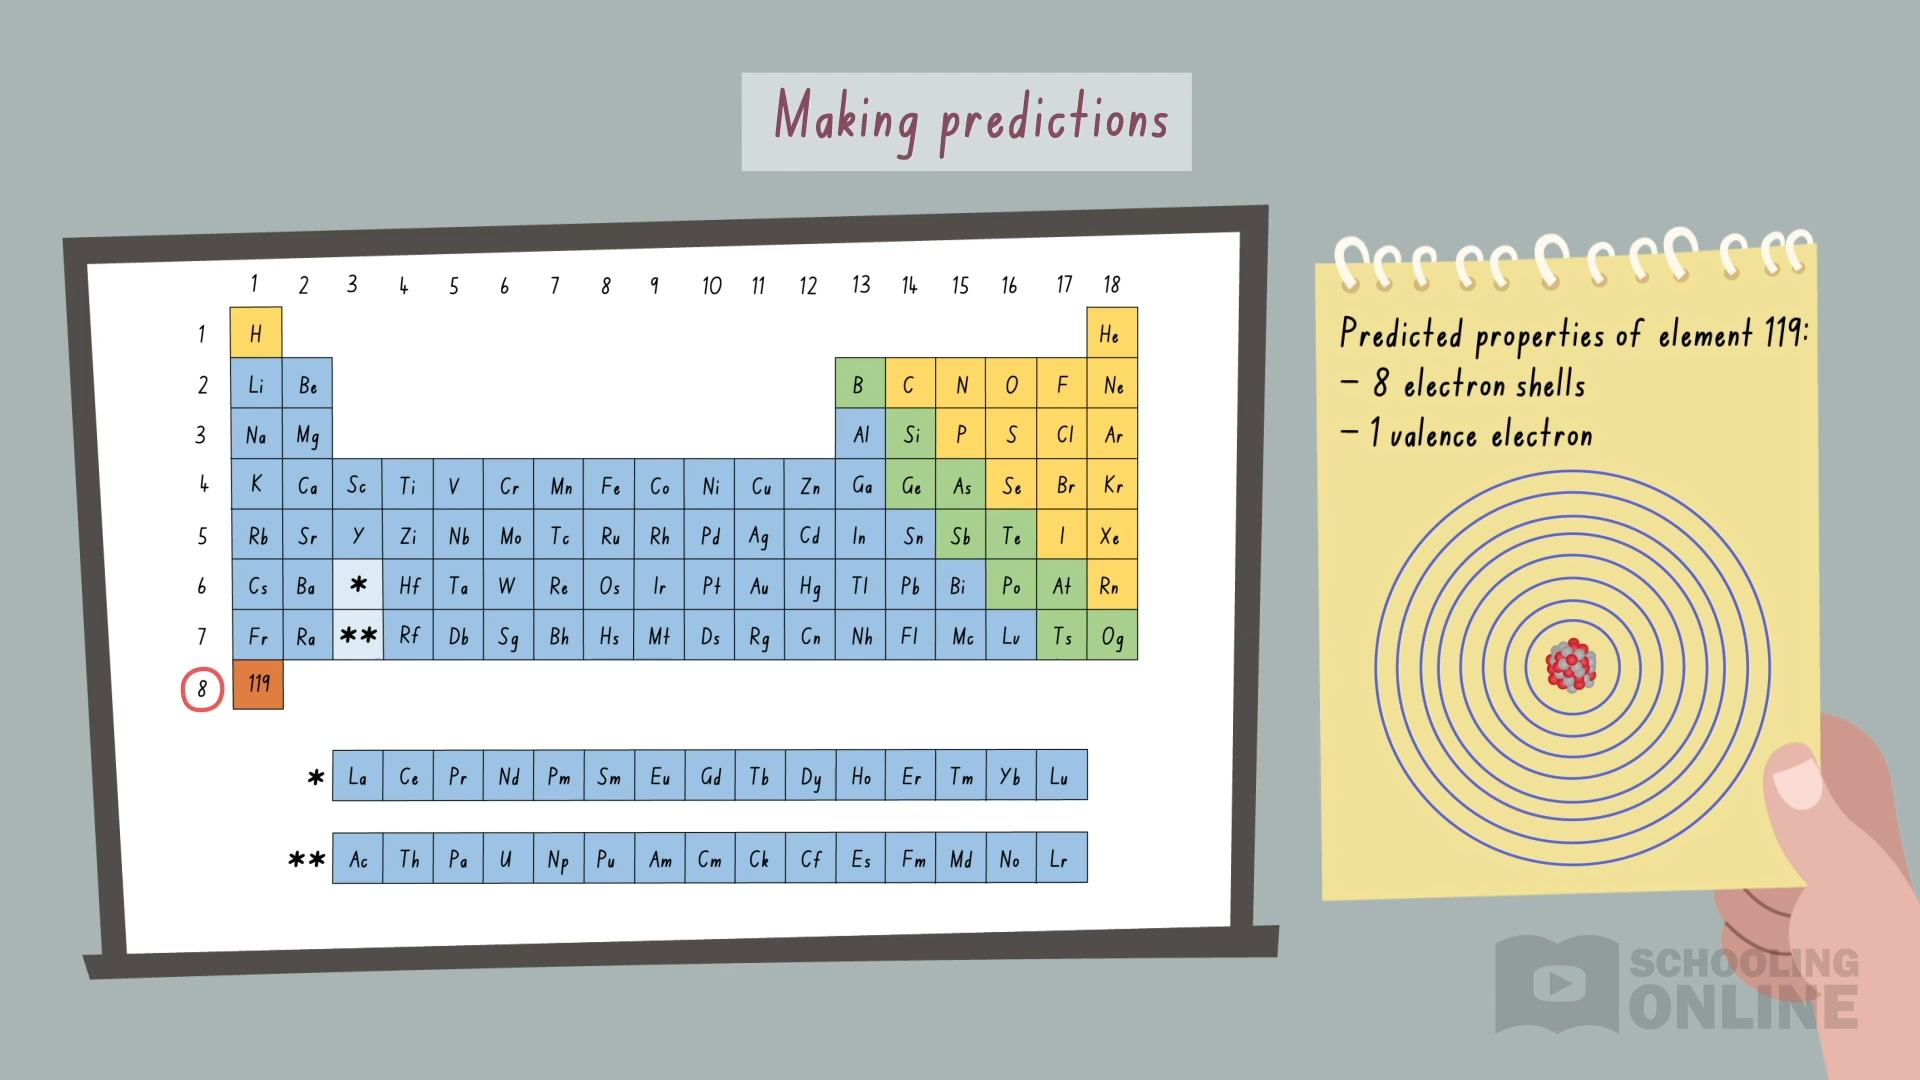 Making predictions
1 2 3 4 5 6 7 8 9 10 11 12 13 14 15 16 17 18
1 H He
2 Li Be B C N O F Ne
3 Na Mg Al Si P S Cl Ar
4 K Ca Sc Ti V Cr Mn Fe Co Ni Cu Zn Ga Ge As Se Br Kr
5 Rb Sr Y Zi Nb Mo Tc Ru Rh Pd Ag Cd In Sn Sb Te I Xe
6 Cs Ba * Hf Ta W Re Os Ir Pt Au Hg Tl Pb Bi Po At Rn
7 Fr Ra ** Rf Db Sg Bh Hs Mt Ds Rg Cn Nh Fl Mc Lv Ts Og
8 119
* La Ce Pr Nd Pm Sm Eu Gd Tb Dy Ho Er Tm Yb Lu
** Ac Th Pa U Np Pu Am Cm Ck Cf Es Fm Md No Lr
Predicted properties of element 119:
– 8 electron shells
– 1 valence electron
SCHOOLING
ONLINE